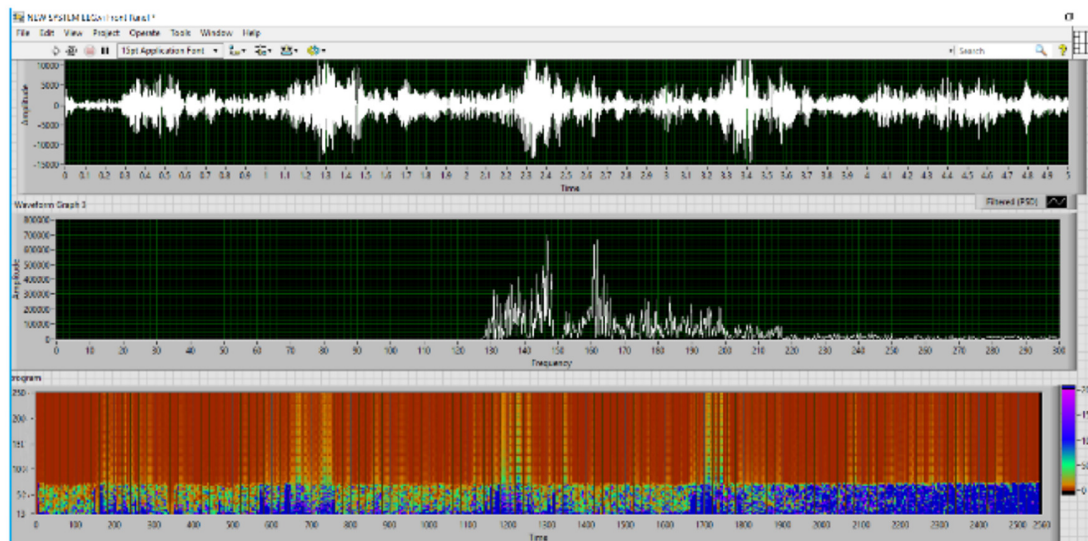 NEW SYSTEM EEG.vi Front Panel *
File Edit View Project Operate Tools Window Help
15pt Application Font Search
10000
5000
0
-5000
-10000
-15000
Amplitude
0 0.1 0.2 0.3 0.4 0.5 0.6 0.7 0.8 0.9 1 1.1 1.2 1.3 1.4 1.5 1.6 1.7 1.8 1.9 2 2.1 2.2 2.3 2.4 2.5 2.6 2.7 2.8 2.9 3 3.1 3.2 3.3 3.4 3.5 3.6 3.7 3.8 3.9 4 4.1 4.2 4.3 4.4 4.5 4.6 4.7 4.8 4.9 5
Time
Waveform Graph 3 Filtered (PSD)
800000
700000
600000
500000
400000
300000
200000
100000
0
Amplitude
0 10 20 30 40 50 60 70 80 90 100 110 120 130 140 150 160 170 180 190 200 210 220 230 240 250 260 270 280 290 300
Frequency
rogram
250
200
151
50
0 100 200 300 400 500 600 700 800 900 1000 1100 1200 1300 1400 1500 1600 1700 1800 1900 2000 2100 2200 2300 2400 2500 2560
Time